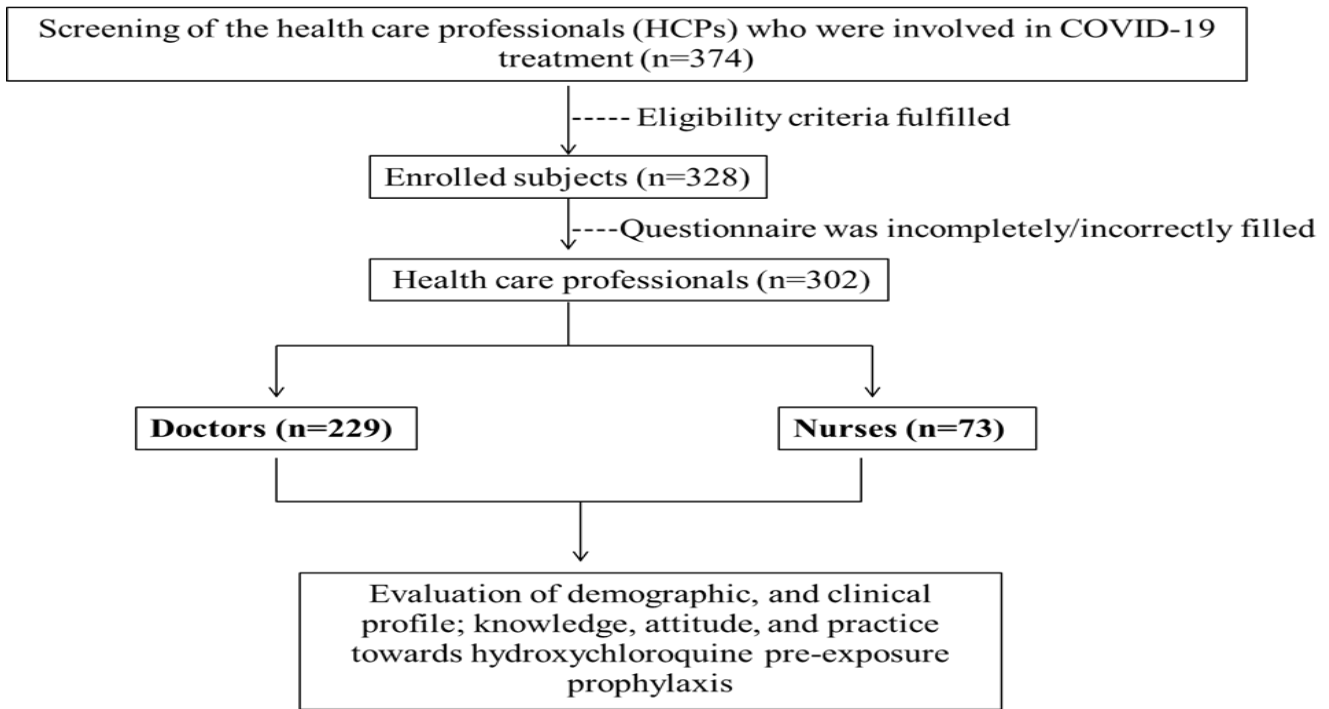 Screening of the health care professionals (HCPs) who were involved in COVID-19
treatment (n=374)
----- Eligibility criteria fulfilled
Enrolled subjects (n=328)
----Questionnaire was incompletely/incorrectly filled
Health care professionals (n=302)
Doctors (n=229)
Nurses (n=73)
Evaluation of demographic, and clinical
profile; knowledge, attitude, and practice
towards hydroxychloroquine pre-exposure
prophylaxis